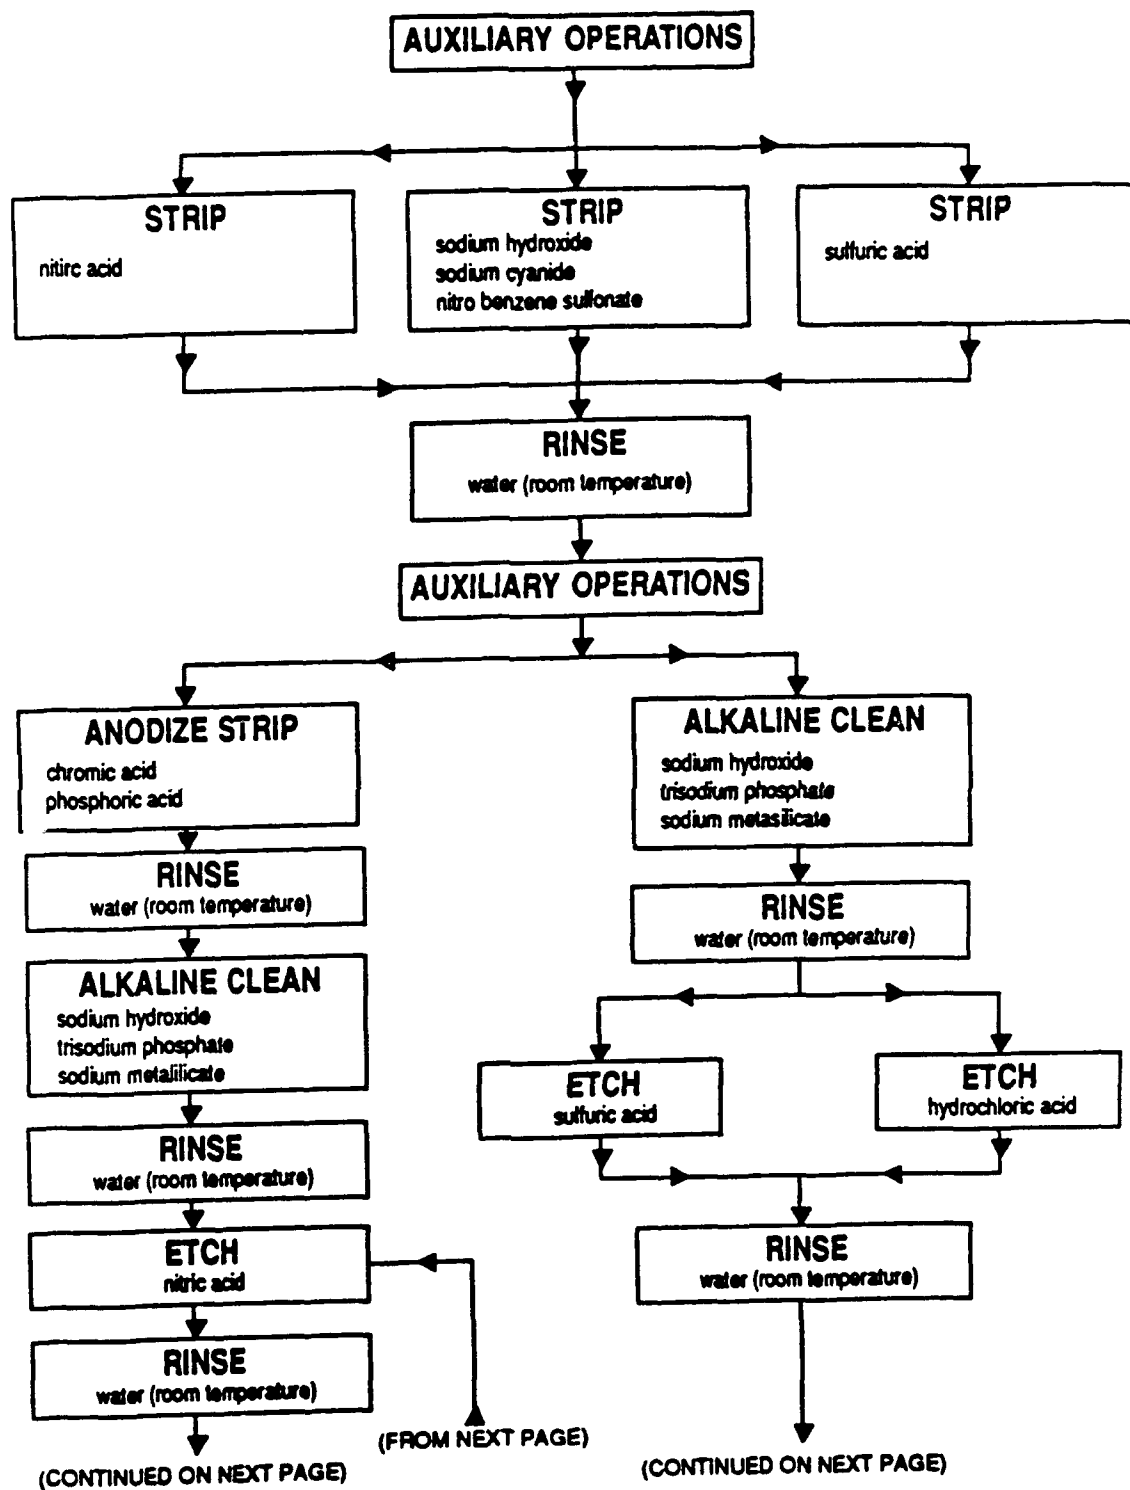 AUXILIARY OPERATIONS
STRIP
nitirc acid
STRIP
sodium hydroxide
sodium cyanide
nitro benzene sulfonate
STRIP
sulfuric acid
RINSE
water (room temperature)
AUXILIARY OPERATIONS
ANODIZE STRIP
chromic acid
phosphoric acid
RINSE
water (room temperature)
ALKALINE CLEAN
sodium hydroxide
trisodium phosphate
sodium metalilicate
RINSE
water (room temperature)
ETCH
nitric acid
RINSE
water (room temperature)
(CONTINUED ON NEXT PAGE)
(FROM NEXT PAGE)
ALKALINE CLEAN
sodium hydroxide
trisodium phosphate
sodium metasilicate
RINSE
water (room temperature)
ETCH
sulfuric acid
ETCH
hydrochloric acid
RINSE
water (room temperature)
(CONTINUED ON NEXT PAGE)